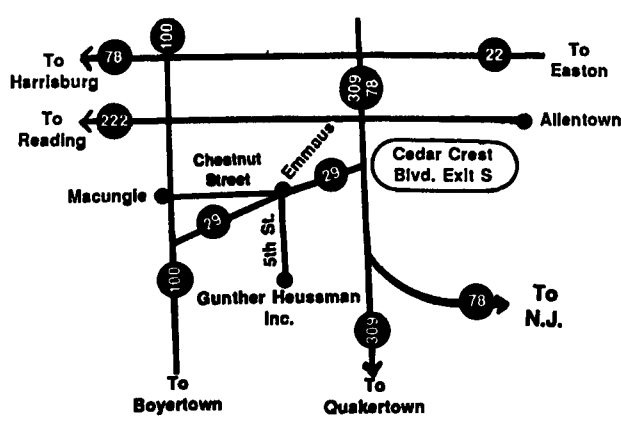 100
To
Harrisburg
78
22
To
Easton
309
78
To
Reading
222
Allentown
Chestnut
Street
Emmaus
29
Cedar Crest
Blvd. Exit S
Macungie
29
5th St.
100
Gunther Heussman
Inc.
78
To
N.J.
309
To
Boyertown
To
Quakertown